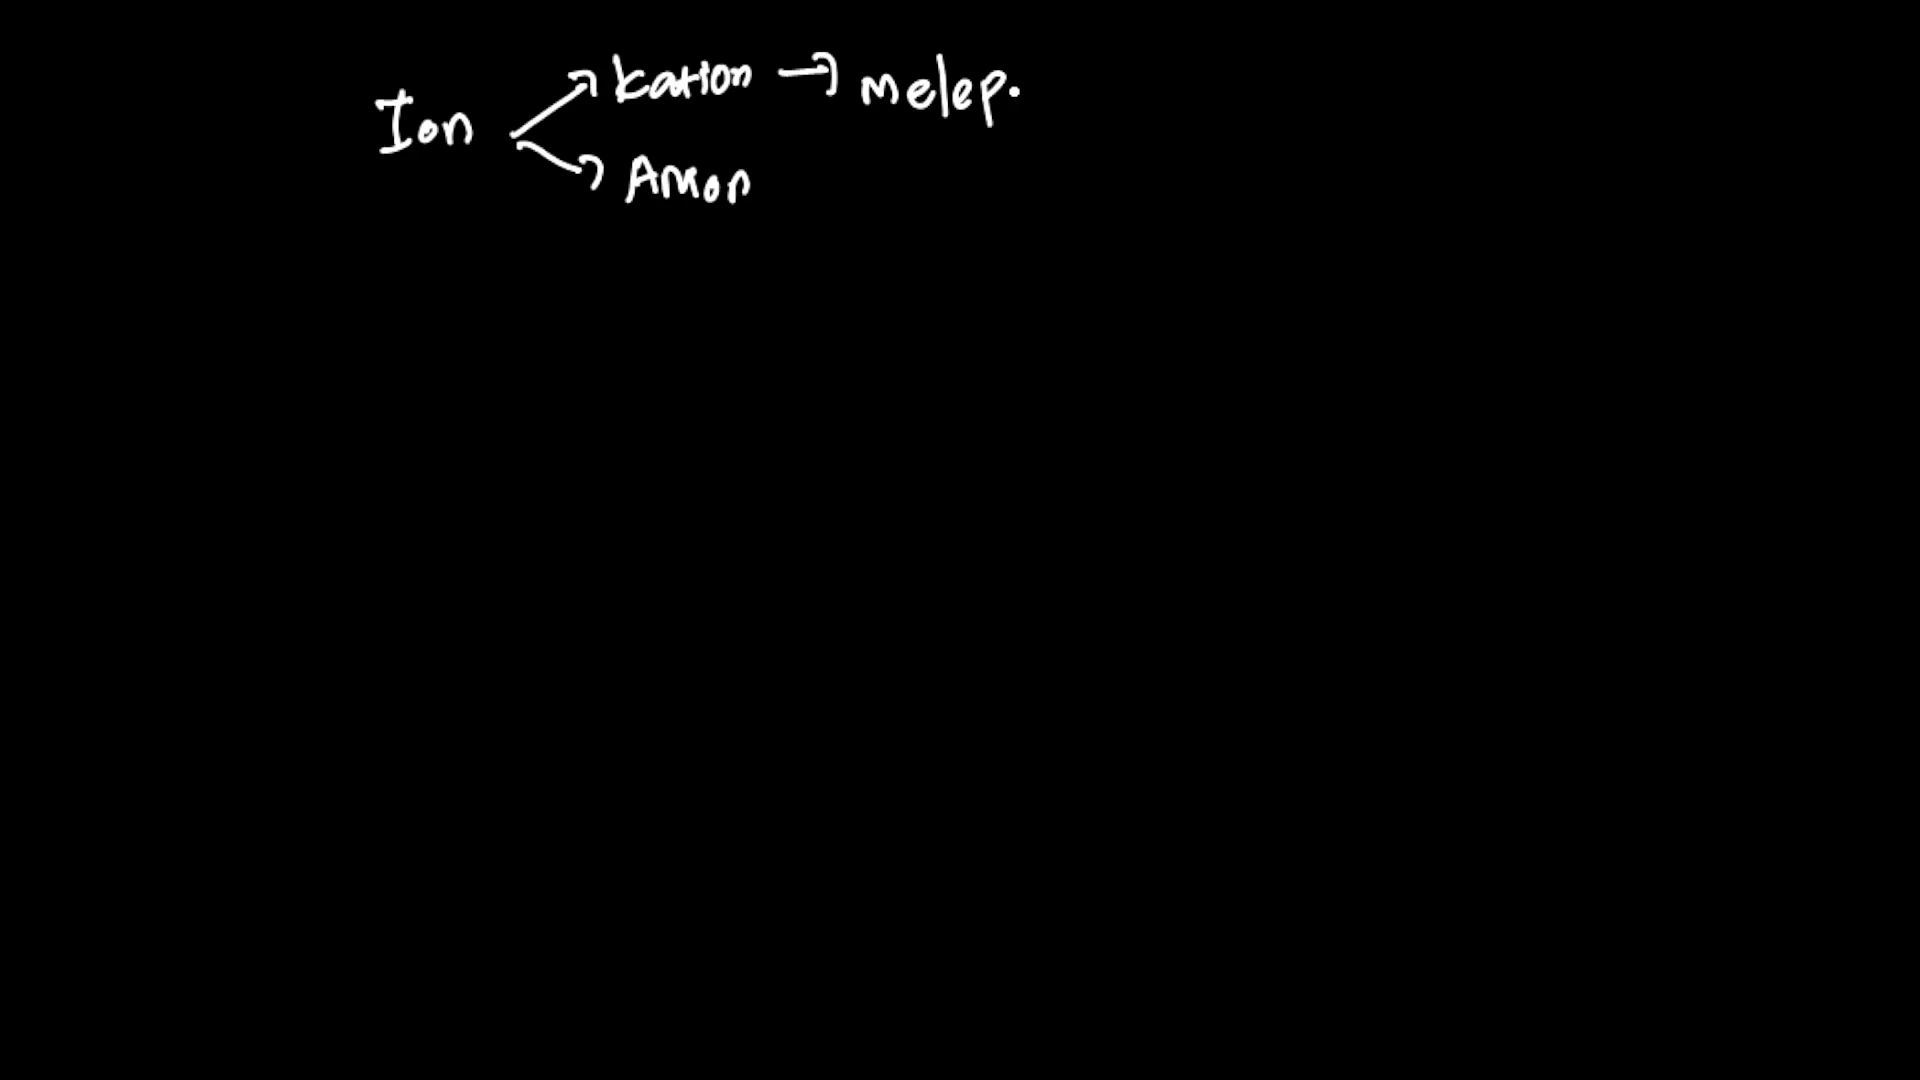 Ion → Kation → melep.
→ Anion